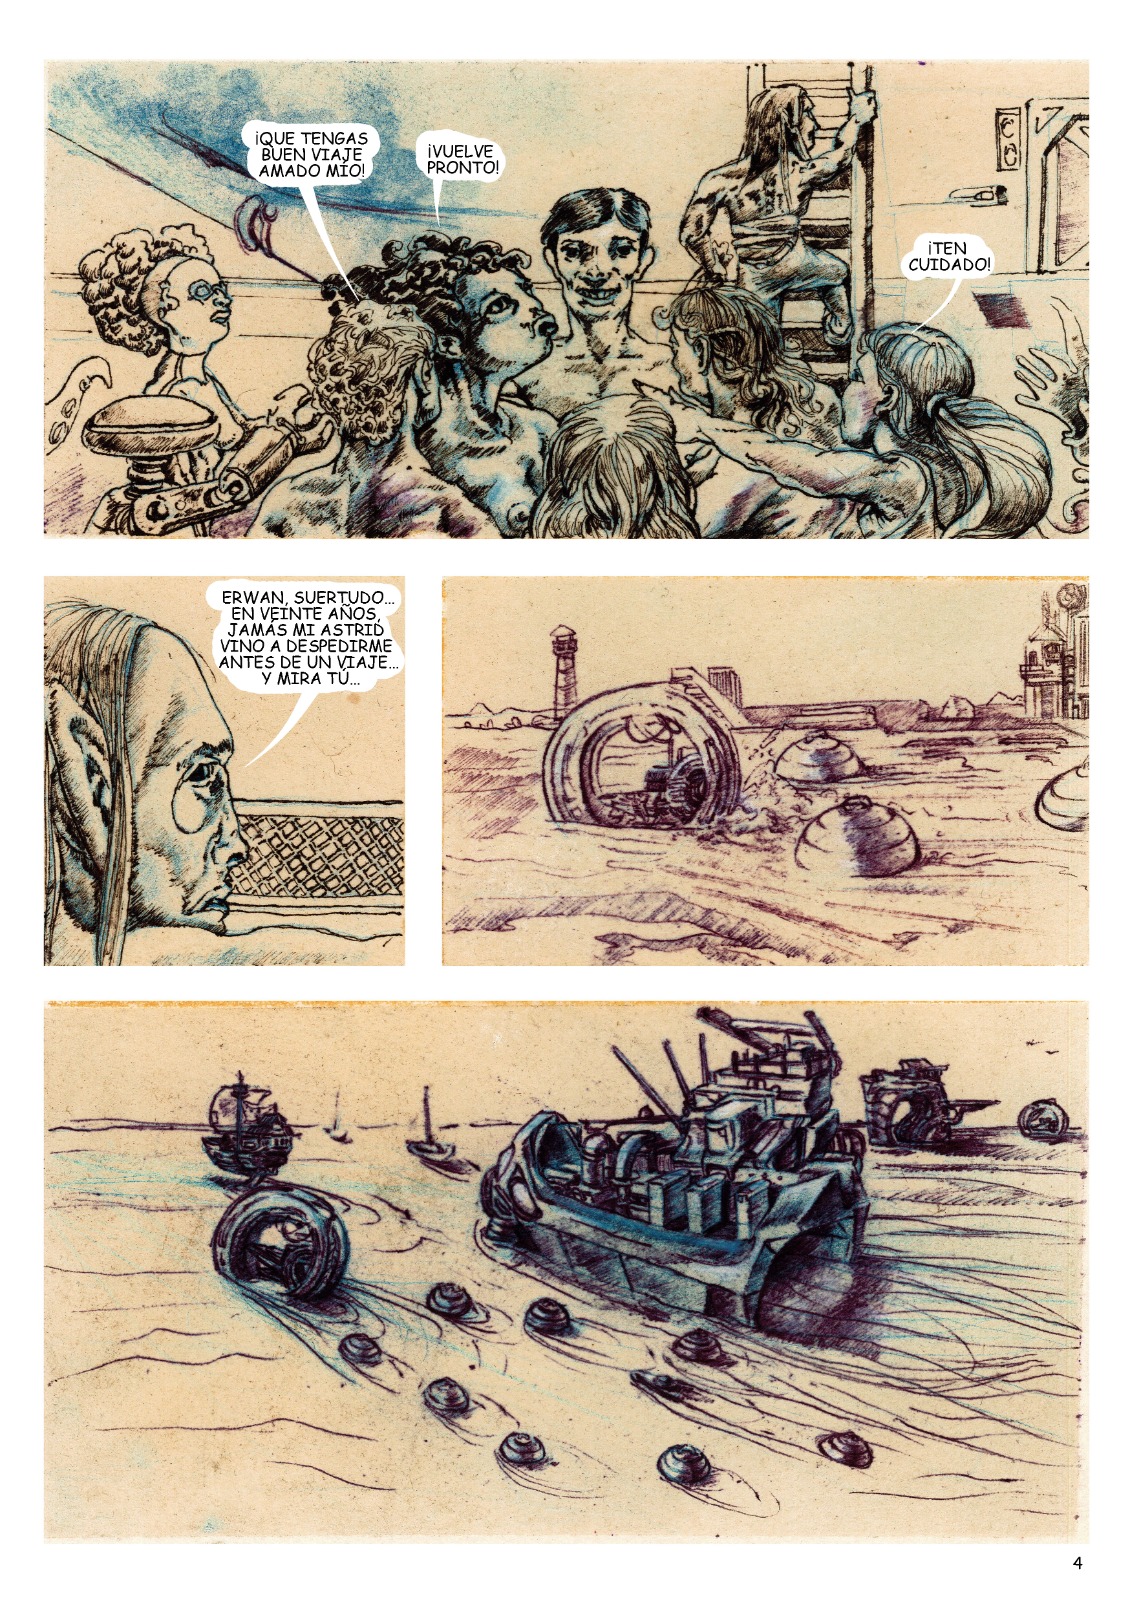 ¡QUE TENGAS
BUEN VIAJE
AMADO MÍO!
¡VUELVE
PRONTO!
¡TEN
CUIDADO!
ERWAN, SUERTUDO...
EN VEINTE AÑOS,
JAMÁS MI ASTRID
VINO A DESPEDIRME
ANTES DE UN VIAJE...
Y MIRA TÚ...
4